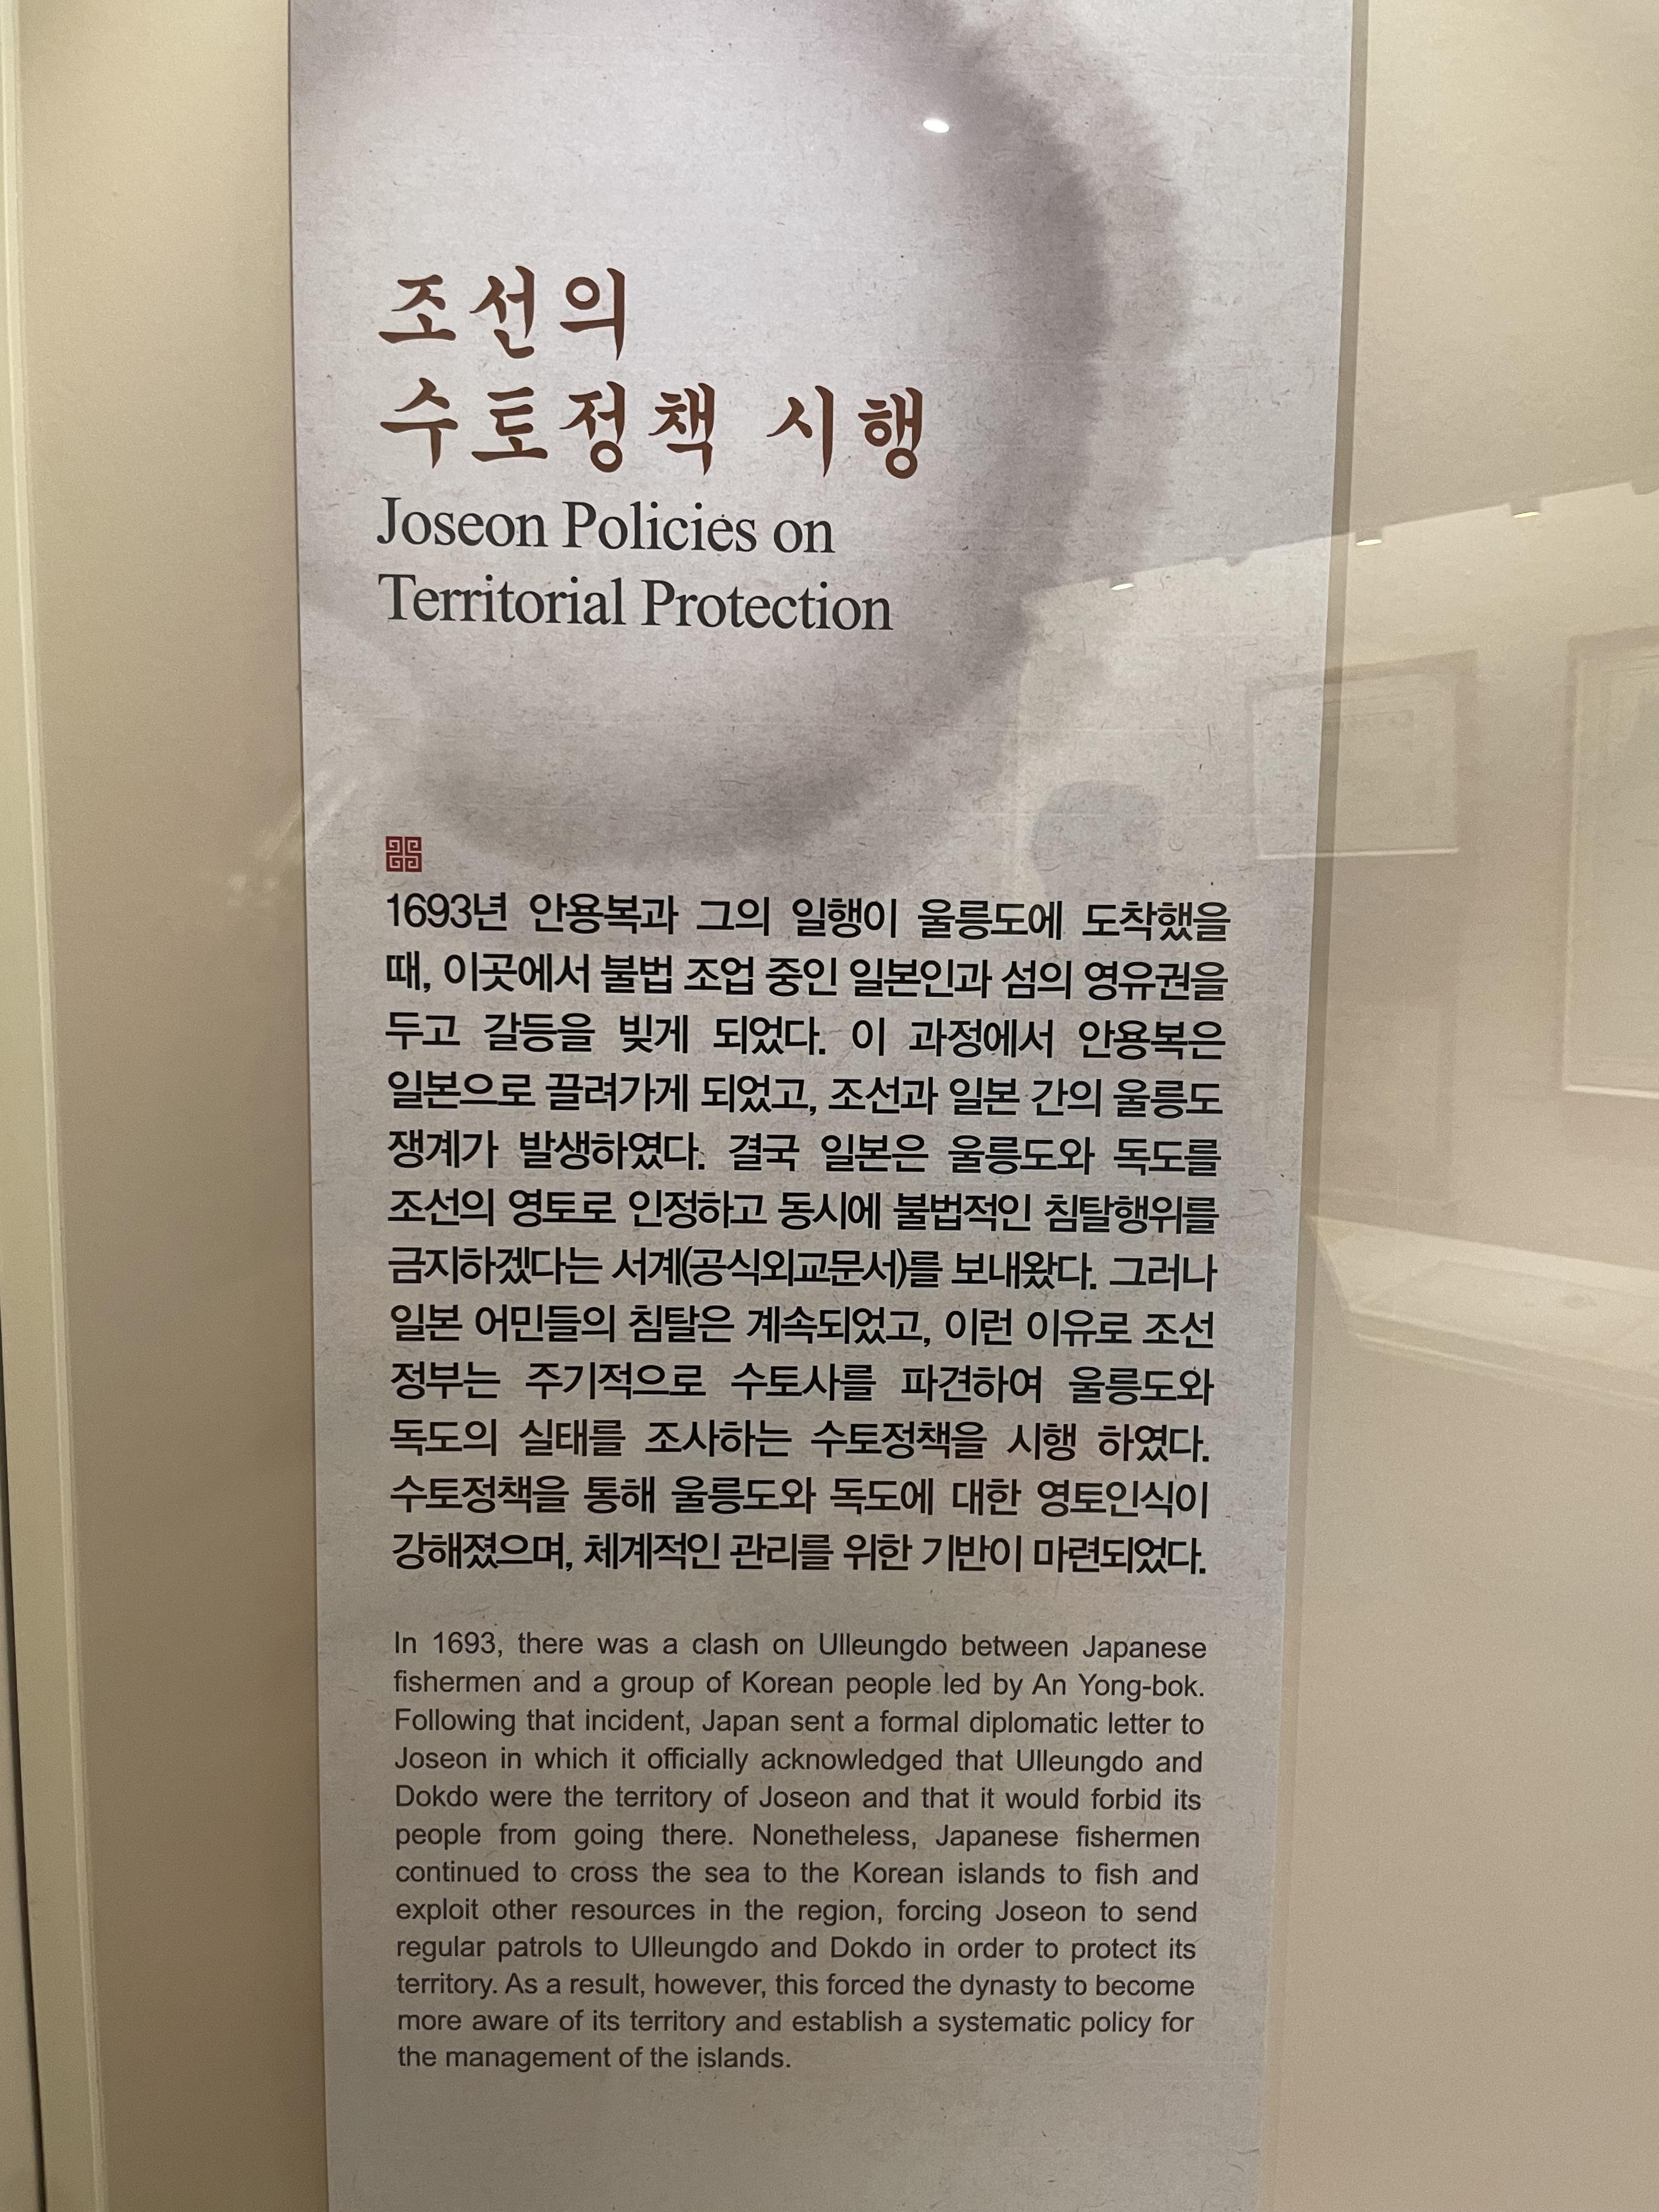 조선의
수토정책 시행
Joseon Policies on
Territorial Protection
1693년 안용복과 그의 일행이 울릉도에 도착했을
때, 이곳에서 불법 조업 중인 일본인과 섬의 영유권을
두고 갈등을 빚게 되었다. 이 과정에서 안용복은
일본으로 끌려가게 되었고, 조선과 일본 간의 울릉도
쟁계가 발생하였다. 결국 일본은 울릉도와 독도를
조선의 영토로 인정하고 동시에 불법적인 침탈행위를
금지하겠다는 서계(공식외교문서)를 보내왔다. 그러나
일본 어민들의 침탈은 계속되었고, 이런 이유로 조선
정부는 주기적으로 수토사를 파견하여 울릉도와
독도의 실태를 조사하는 수토정책을 시행 하였다.
수토정책을 통해 울릉도와 독도에 대한 영토인식이
강해졌으며, 체계적인 관리를 위한 기반이 마련되었다.
In 1693, there was a clash on Ulleungdo between Japanese
fishermen and a group of Korean people led by An Yong-bok.
Following that incident, Japan sent a formal diplomatic letter to
Joseon in which it officially acknowledged that Ulleungdo and
Dokdo were the territory of Joseon and that it would forbid its
people from going there. Nonetheless, Japanese fishermen
continued to cross the sea to the Korean islands to fish and
exploit other resources in the region, forcing Joseon to send
regular patrols to Ulleungdo and Dokdo in order to protect its
territory. As a result, however, this forced the dynasty to become
more aware of its territory and establish a systematic policy for
the management of the islands.